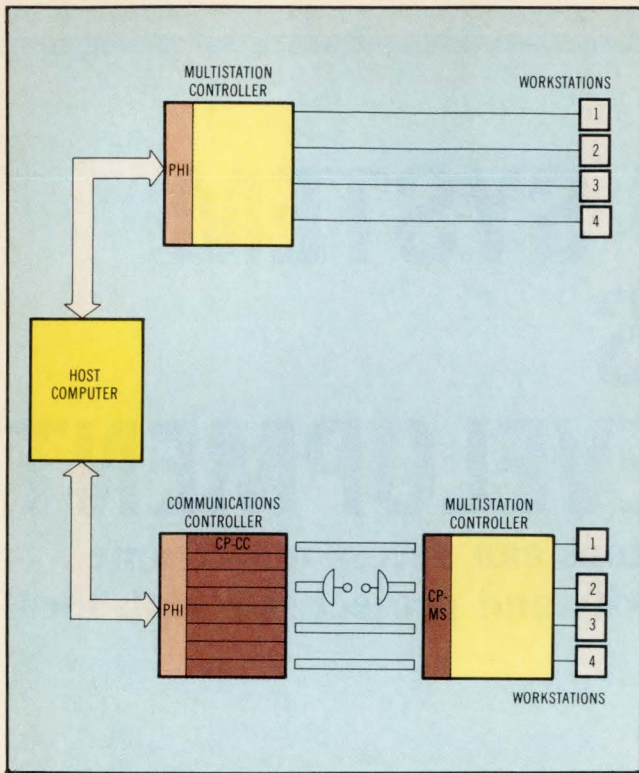 MULTISTATION
CONTROLLER
WORKSTATIONS
PHI
1
2
3
4
HOST
COMPUTER
COMMUNICATIONS
CONTROLLER
CP-CC
PHI
MULTISTATION
CONTROLLER
CP-
MS
1
2
3
4
WORKSTATIONS